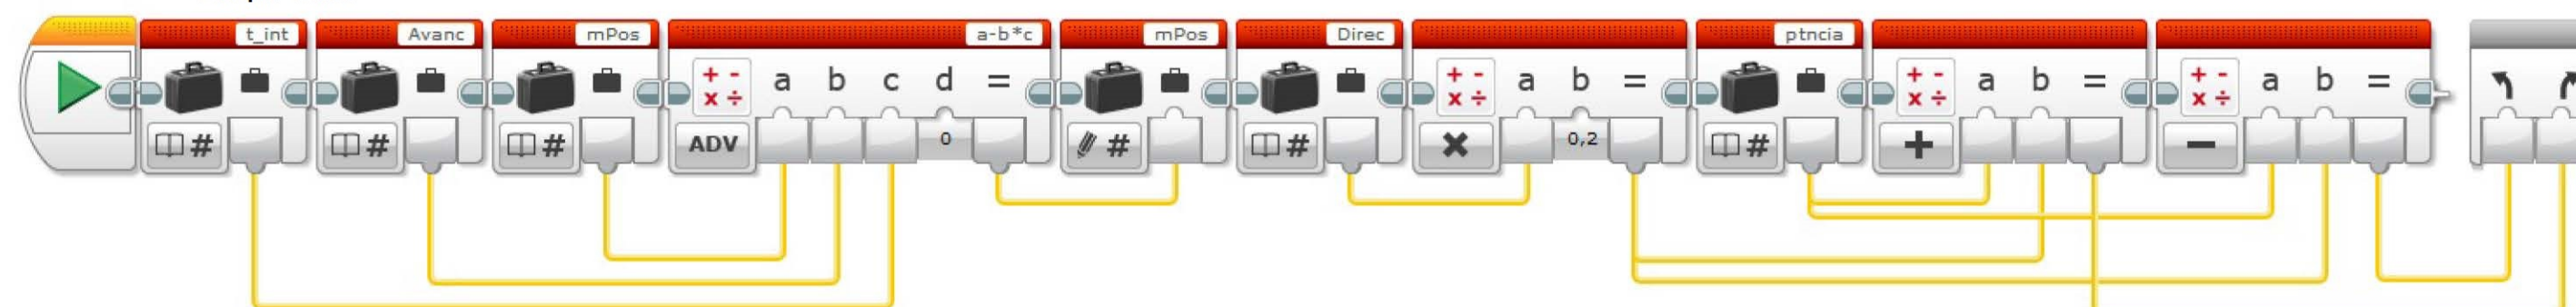 t_int Avanc mPos a-b*c mPos Direc ptncia
+ - a b c d = + - a b = + - a b = + - a b =
x ÷ x ÷ x ÷ x ÷
# # # ADV 0 # # × 0,2 # + −